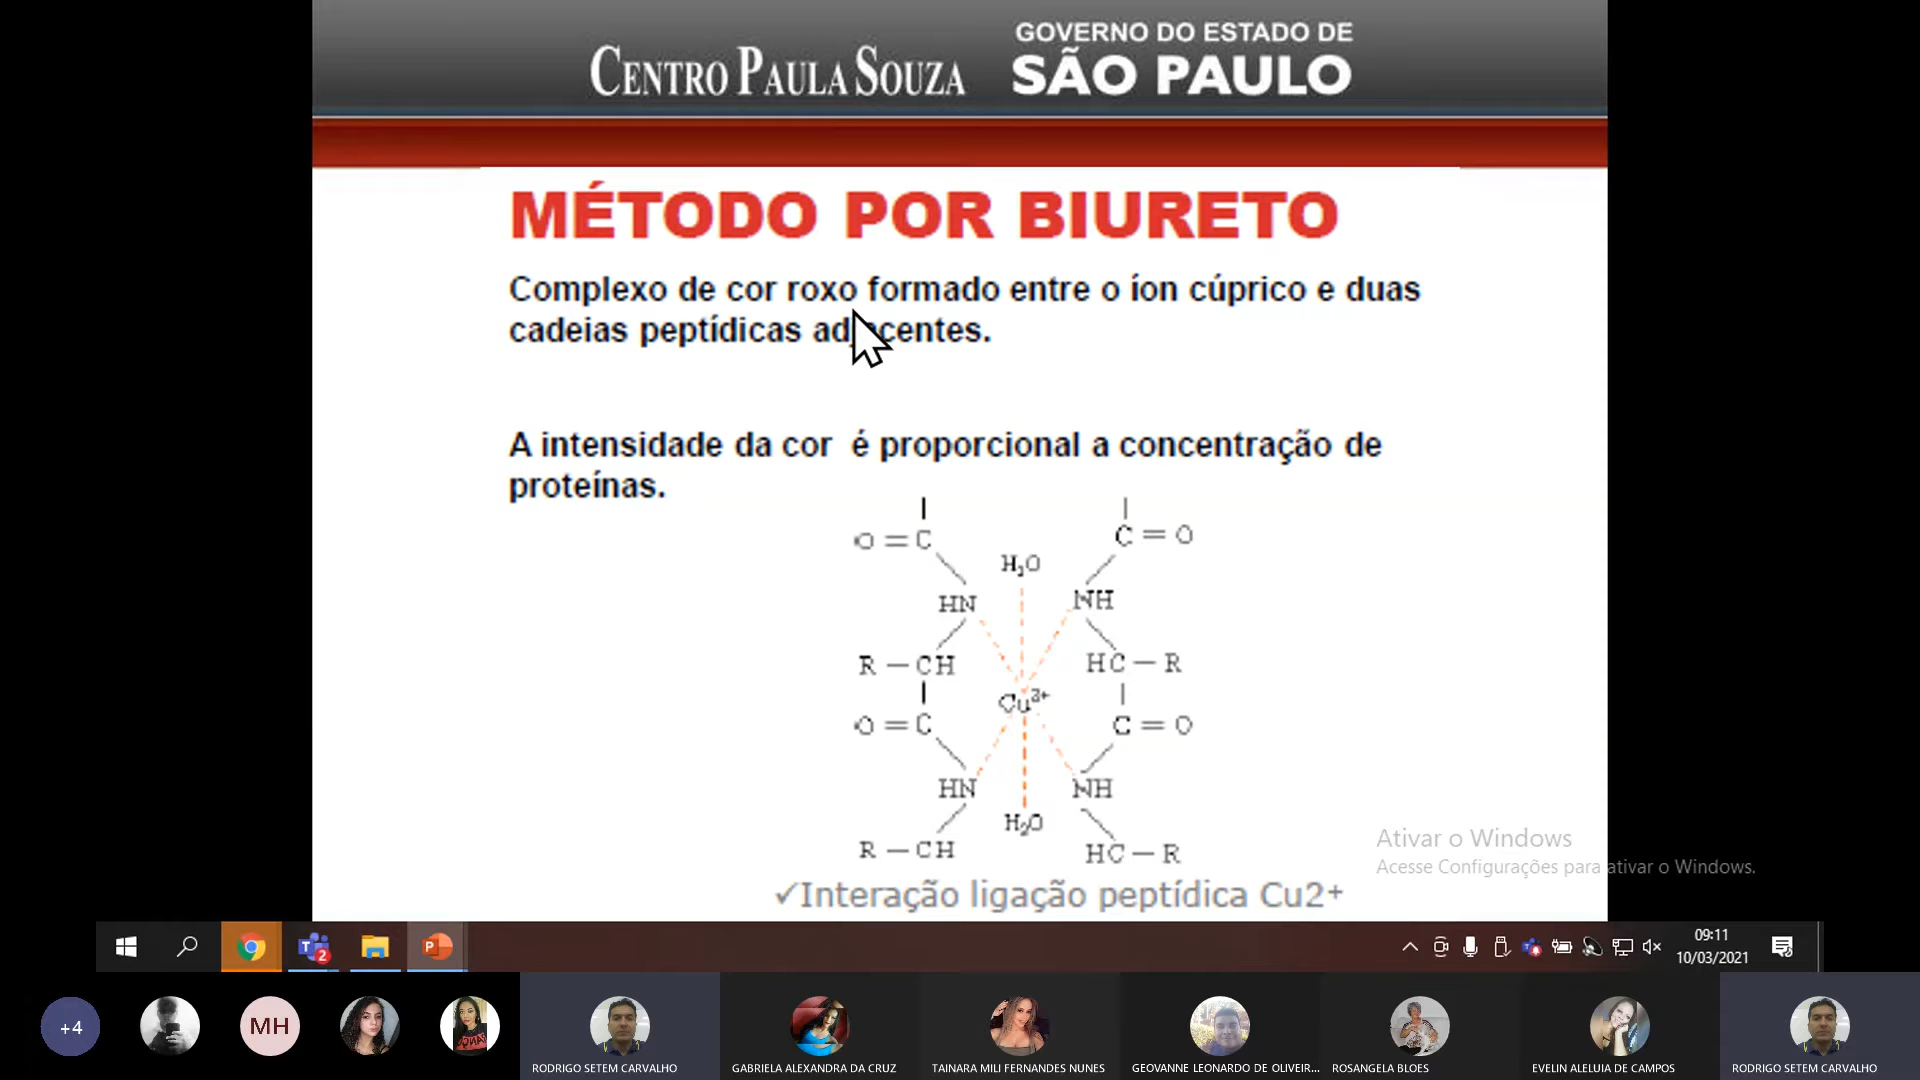 CENTRO PAULA SOUZA
GOVERNO DO ESTADO DE
SÃO PAULO
MÉTODO POR BIURETO
Complexo de cor roxo formado entre o íon cúprico e duas
cadeias peptídicas adjacentes.
A intensidade da cor é proporcional a concentração de
proteínas.
O=C
C=O
H₂O
HN
NH
R-CH
HC-R
Cu²⁺
O=C
C=O
HN
NH
H₂O
R-CH
HC-R
✓Interação ligação peptídica Cu2+
Ativar o Windows
Acesse Configurações para ativar o Windows.
2
09:11
10/03/2021
+4
MH
RODRIGO SETEM CARVALHO
GABRIELA ALEXANDRA DA CRUZ
TAINARA MILI FERNANDES NUNES
GEOVANNE LEONARDO DE OLIVEIR...
ROSANGELA BLOES
EVELIN ALELUIA DE CAMPOS
RODRIGO SETEM CARVALHO